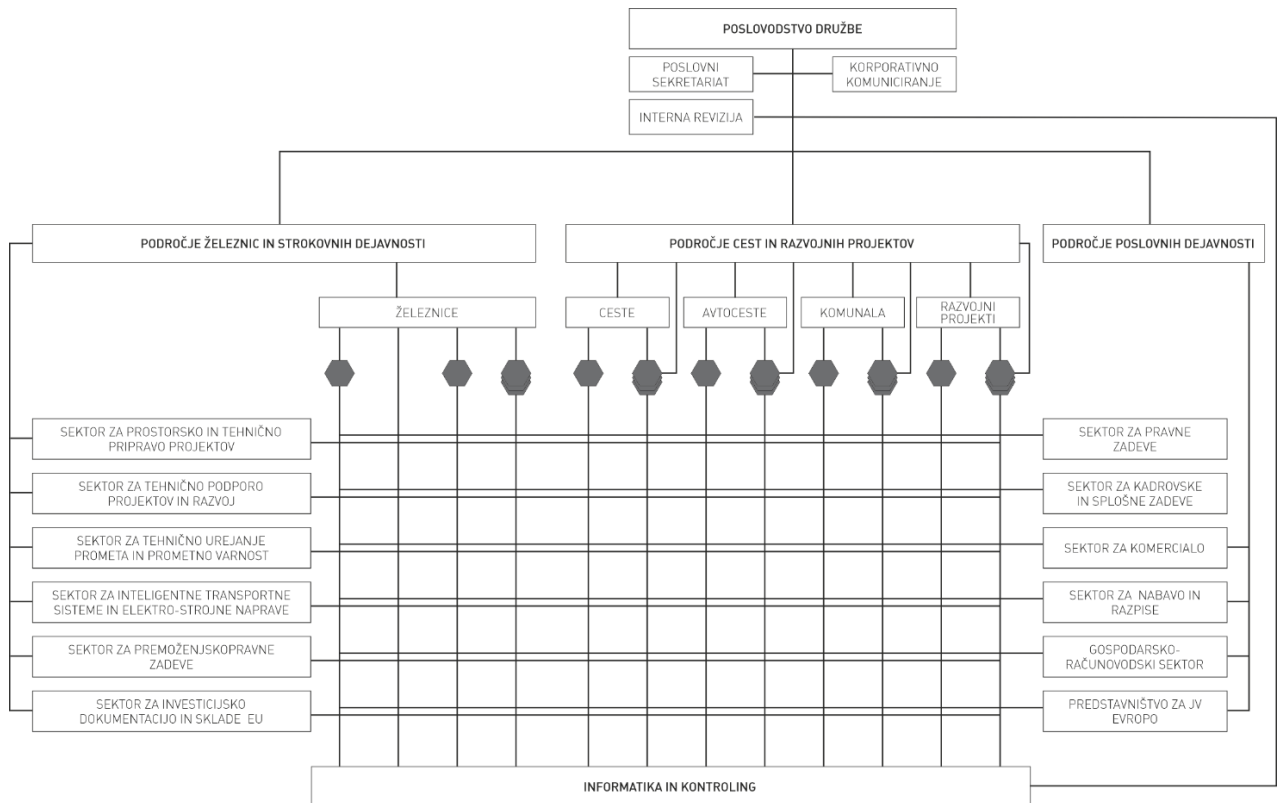 POSLOVODSTVO DRUŽBE
POSLOVNI
SEKRETARIAT
KORPORATIVNO
KOMUNICIRANJE
INTERNA REVIZIJA
PODROČJE ŽELEZNIC IN STROKOVNIH DEJAVNOSTI
PODROČJE CEST IN RAZVOJNIH PROJEKTOV
PODROČJE POSLOVNIH DEJAVNOSTI
ŽELEZNICE
CESTE
AVTOCESTE
KOMUNALA
RAZVOJNI
PROJEKTI
SEKTOR ZA PROSTORSKO IN TEHNIČNO
PRIPRAVO PROJEKTOV
SEKTOR ZA PRAVNE
ZADEVE
SEKTOR ZA TEHNIČNO PODPORO
PROJEKTOV IN RAZVOJ
SEKTOR ZA KADROVSKE
IN SPLOŠNE ZADEVE
SEKTOR ZA TEHNIČNO UREJANJE
PROMETA IN PROMETNO VARNOST
SEKTOR ZA KOMERCIALO
SEKTOR ZA INTELIGENTNE TRANSPORTNE
SISTEME IN ELEKTRO-STROJNE NAPRAVE
SEKTOR ZA NABAVO IN
RAZPISE
SEKTOR ZA PREMOŽENJSKOPRAVNE
ZADEVE
GOSPODARSKO-
RAČUNOVODSKI SEKTOR
SEKTOR ZA INVESTICIJSKO
DOKUMENTACIJO IN SKLADE EU
PREDSTAVNIŠTVO ZA JV
EVROPO
INFORMATIKA IN KONTROLING